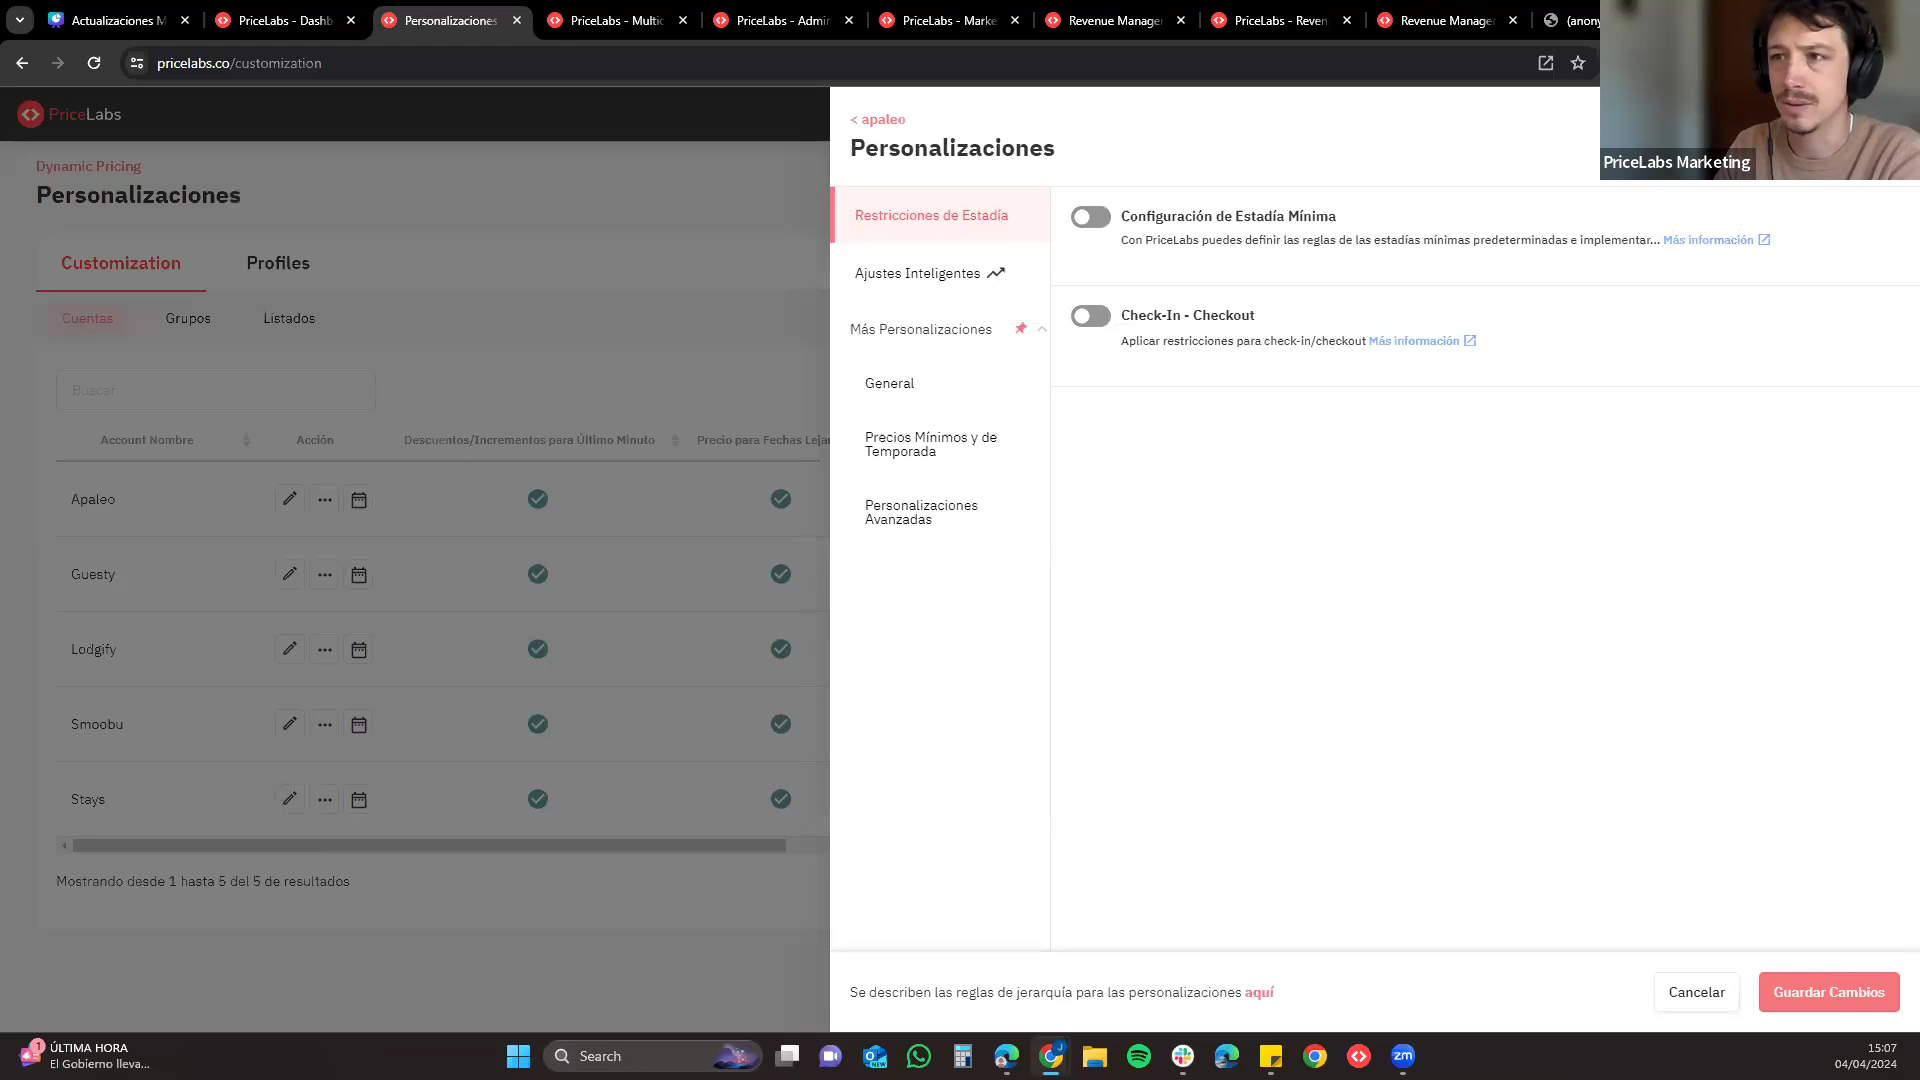 Actualizaciones M
PriceLabs - Dashb
Personalizaciones
PriceLabs - Multic
PriceLabs - Admin
PriceLabs - Marke
Revenue Manager
PriceLabs - Reven
Revenue Manager
(anony
pricelabs.co/customization
PriceLabs
Dynamic Pricing
Personalizaciones
Customization
Profiles
Cuentas
Grupos
Listados
Buscar
Account Nombre
Acción
Descuentos/Incrementos para Último Minuto
Precio para Fechas Lejan
Apaleo
Guesty
Lodgify
Smoobu
Stays
Mostrando desde 1 hasta 5 del 5 de resultados
< apaleo
Personalizaciones
Restricciones de Estadía
Ajustes Inteligentes
Más Personalizaciones
General
Precios Mínimos y de
Temporada
Personalizaciones
Avanzadas
Configuración de Estadía Mínima
Con PriceLabs puedes definir las reglas de las estadías mínimas predeterminadas e implementar... Más información
Check-In - Checkout
Aplicar restricciones para check-in/checkout Más información
Se describen las reglas de jerarquía para las personalizaciones aquí
Cancelar
Guardar Cambios
PriceLabs Marketing
1
ÚLTIMA HORA
El Gobierno lleva...
Search
NEW
zm
15:07
04/04/2024